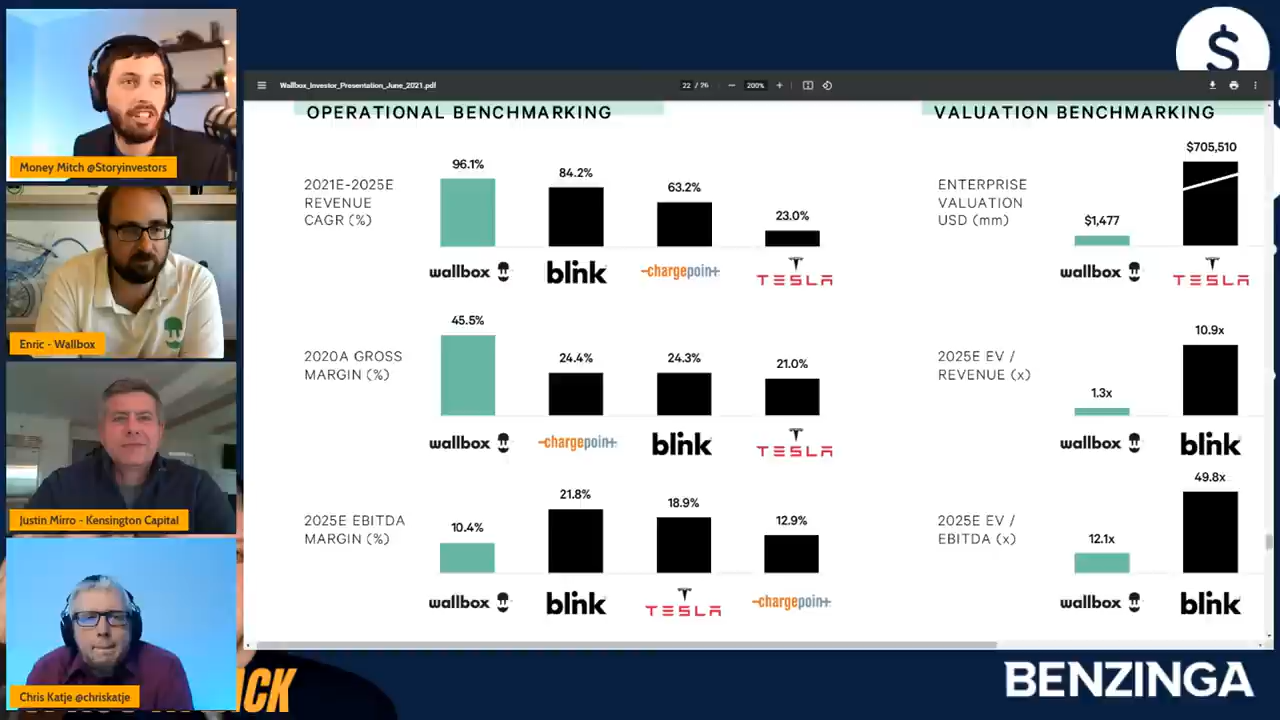 Money Mitch @Storyinvestors
Enric - Wallbox
Justin Mirro - Kensington Capital
Chris Katje @chriskatje
Wallbox_Investor_Presentation_June_2021.pdf
22 / 76
200%
OPERATIONAL BENCHMARKING
2021E-2025E
REVENUE
CAGR (%)
96.1%
84.2%
63.2%
23.0%
wallbox
blink
-chargepoin+
TESLA
2020A GROSS
MARGIN (%)
45.5%
24.4%
24.3%
21.0%
wallbox
-chargepoin+
blink
TESLA
2025E EBITDA
MARGIN (%)
10.4%
21.8%
18.9%
12.9%
wallbox
blink
TESLA
-chargepoin+
VALUATION BENCHMARKING
ENTERPRISE
VALUATION
USD (mm)
$1,477
$705,510
wallbox
TESLA
2025E EV /
REVENUE (x)
1.3x
10.9x
wallbox
blink
2025E EV /
EBITDA (x)
12.1x
49.8x
wallbox
blink
$
BENZINGA